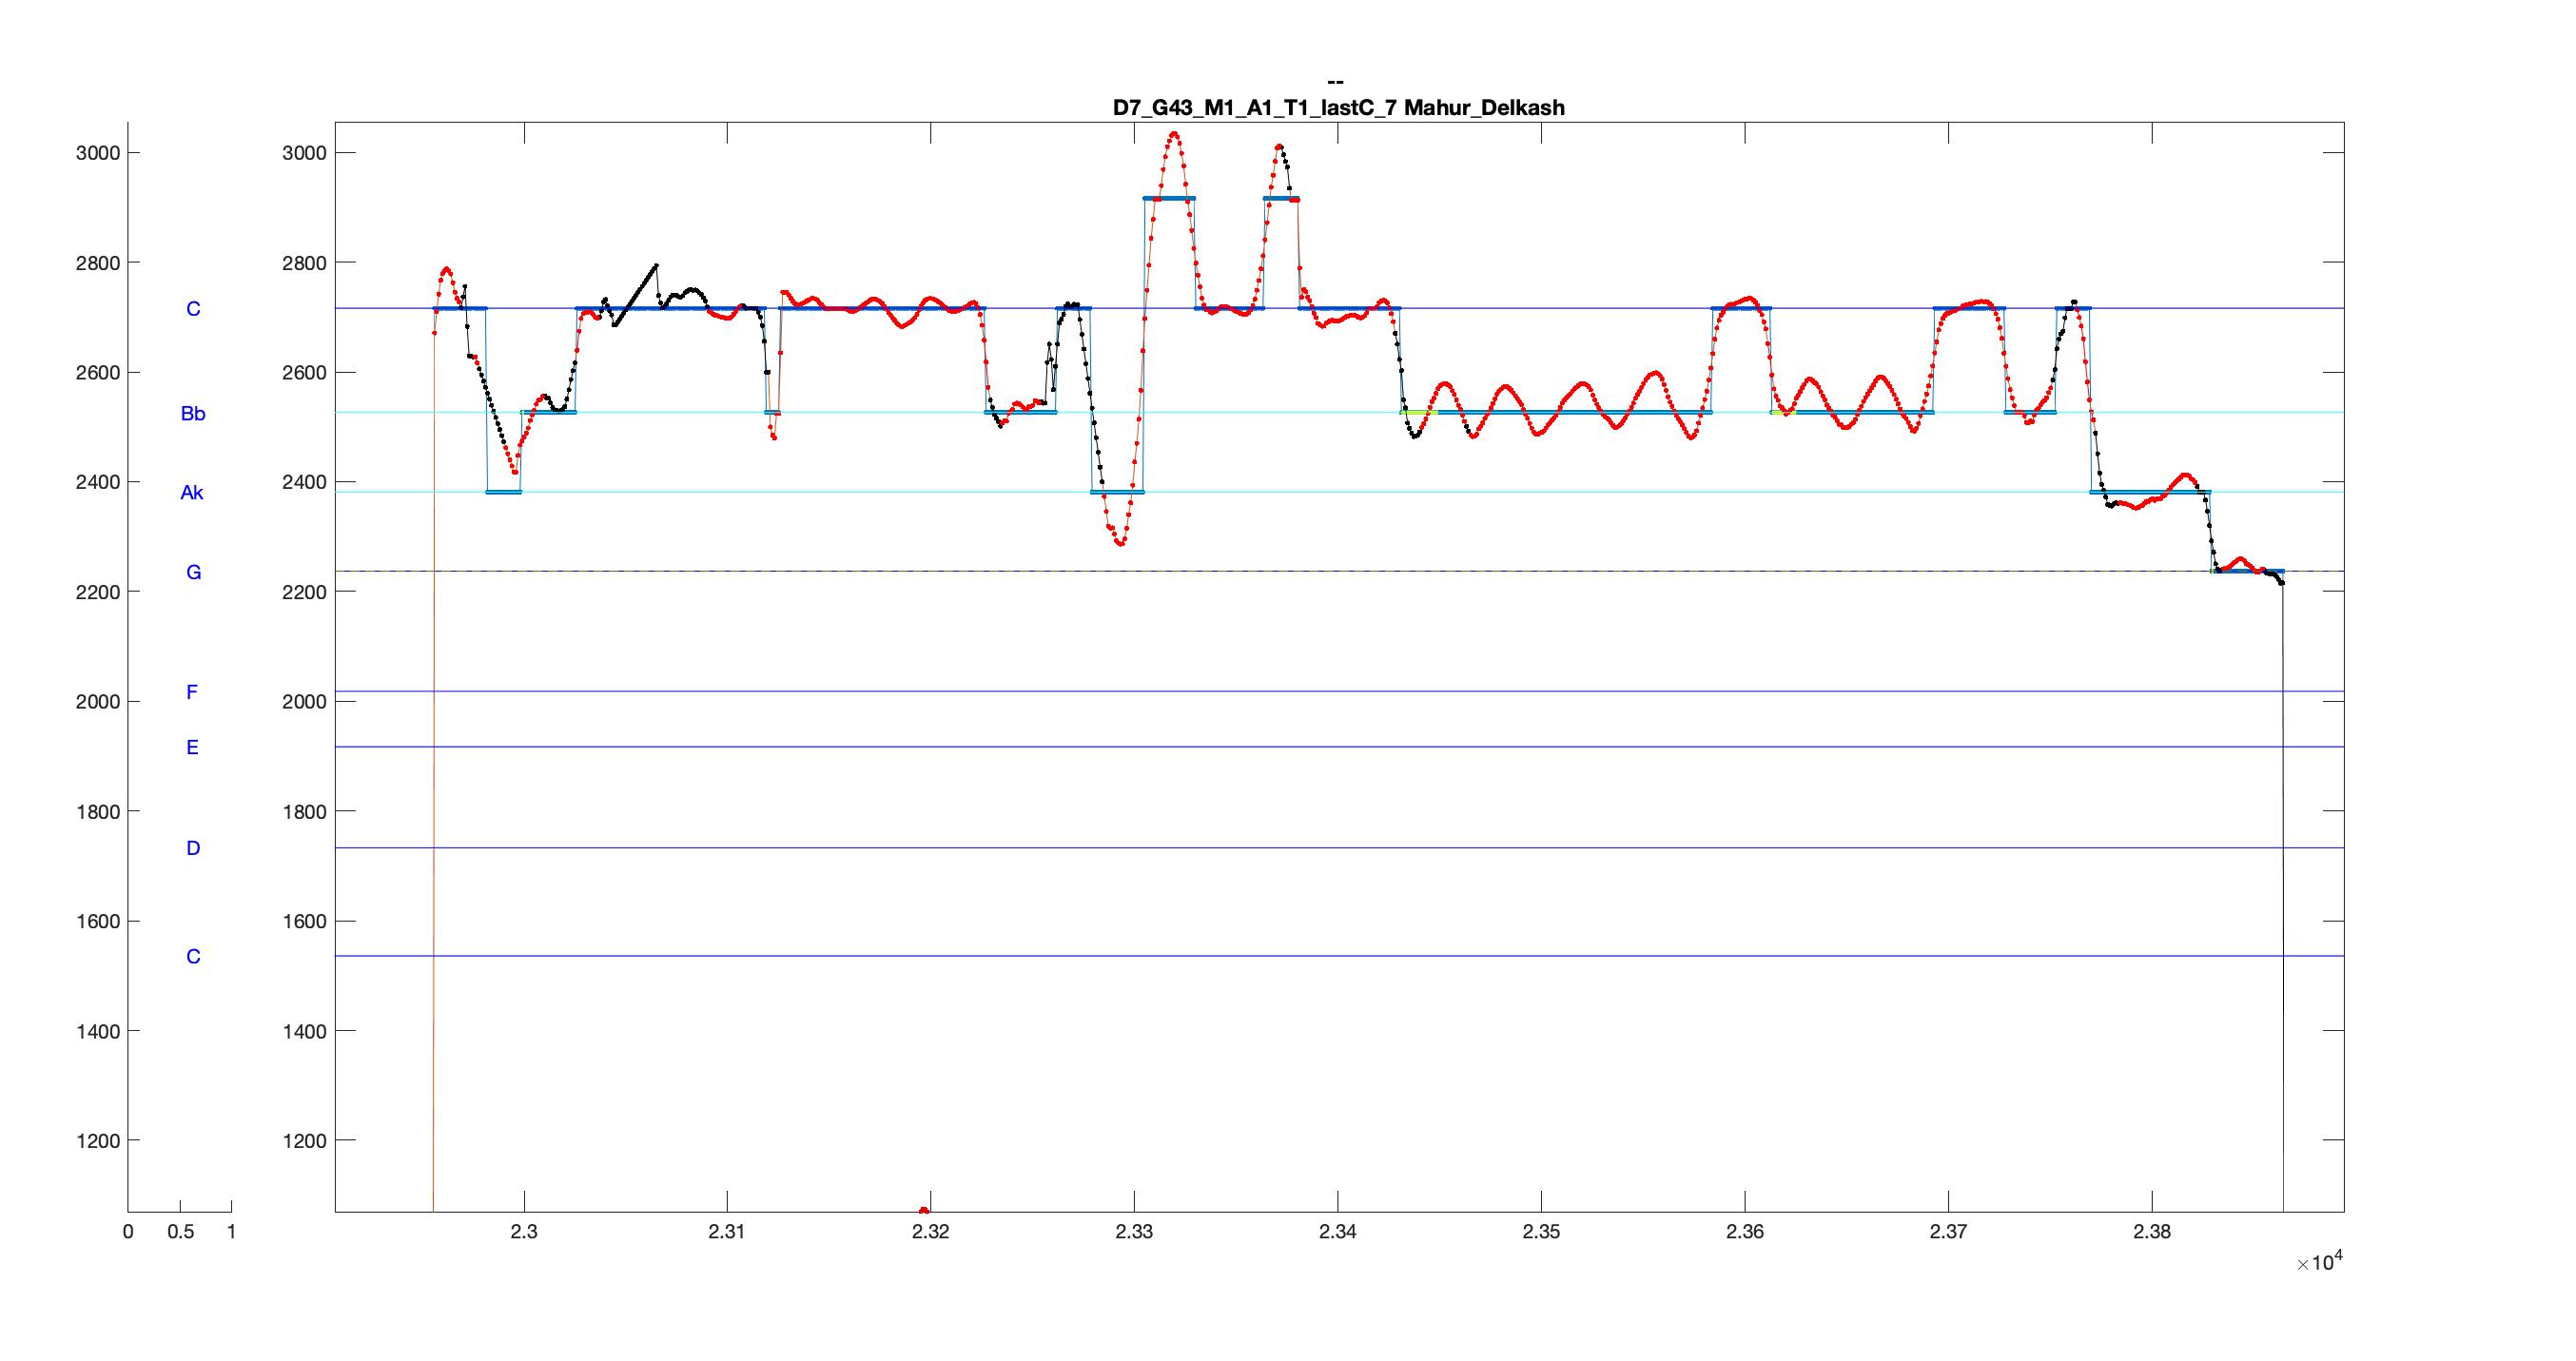 --
D7_G43_M1_A1_T1_lastC_7 Mahur_Delkash
3000 3000
2800 2800
C
2600 2600
Bb
2400 2400
Ak
G
2200 2200
F
2000 2000
E
1800 1800
D
1600 1600
C
1400 1400
1200 1200
0 0.5 1 2.3 2.31 2.32 2.33 2.34 2.35 2.36 2.37 2.38
×10⁴